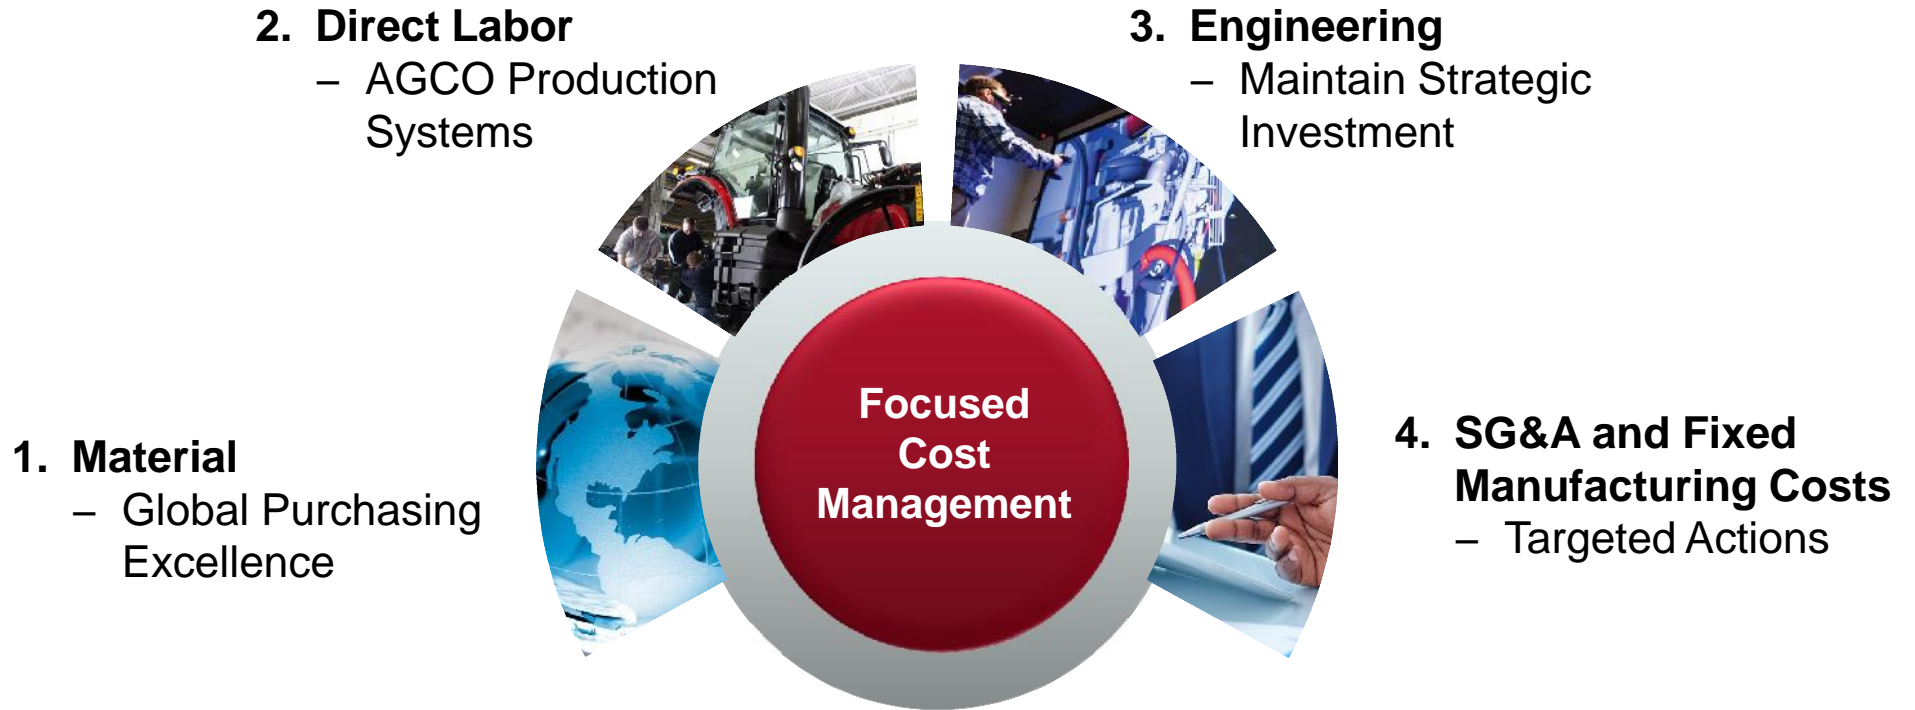 2. Direct Labor
– AGCO Production
Systems
3. Engineering
– Maintain Strategic
Investment
1. Material
– Global Purchasing
Excellence
Focused
Cost
Management
4. SG&A and Fixed
Manufacturing Costs
– Targeted Actions